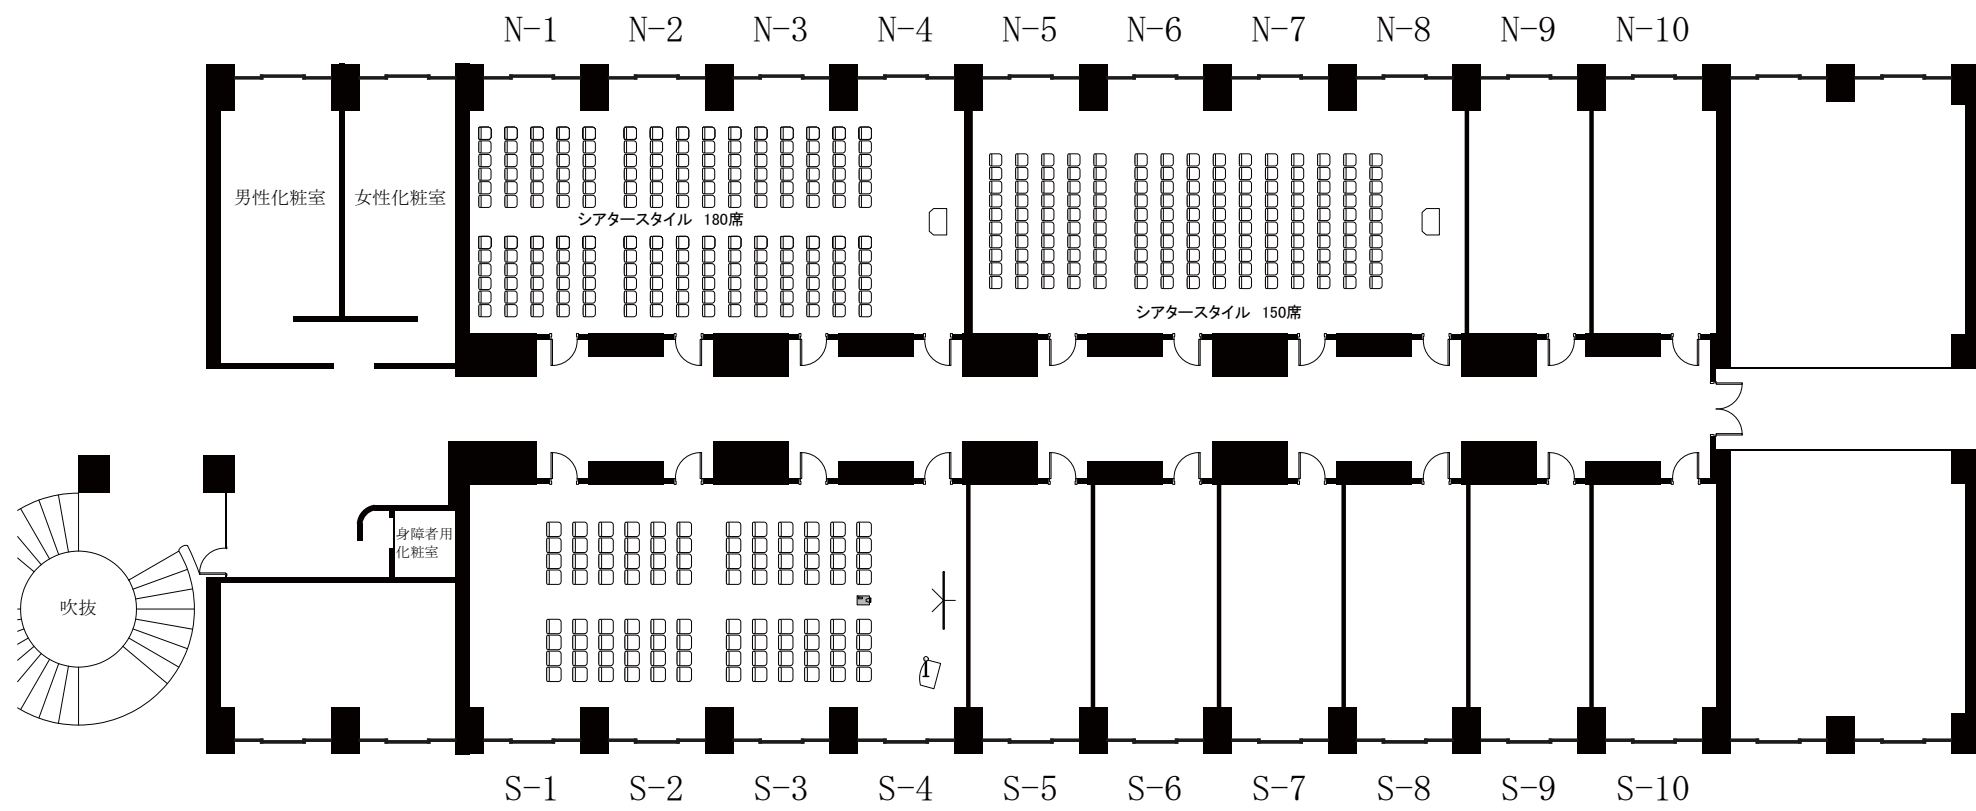 N-1 N-2 N-3 N-4 N-5 N-6 N-7 N-8 N-9 N-10
男性化粧室
女性化粧室
シアタースタイル 180席
シアタースタイル 150席
身障者用
化粧室
吹抜
S-1 S-2 S-3 S-4 S-5 S-6 S-7 S-8 S-9 S-10